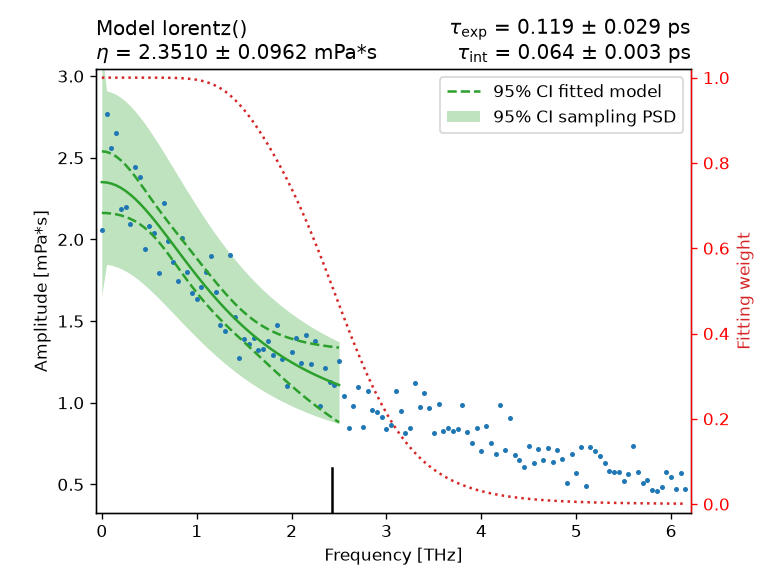 Model lorentz()
η = 2.3510 ± 0.0962 mPa*s
τexp = 0.119 ± 0.029 ps
τint = 0.064 ± 0.003 ps
95% CI fitted model
95% CI sampling PSD
Amplitude [mPa*s]
3.0
2.5
2.0
1.5
1.0
0.5
1.0
0.8
0.6
0.4
0.2
0.0
Fitting weight
0 1 2 3 4 5 6
Frequency [THz]